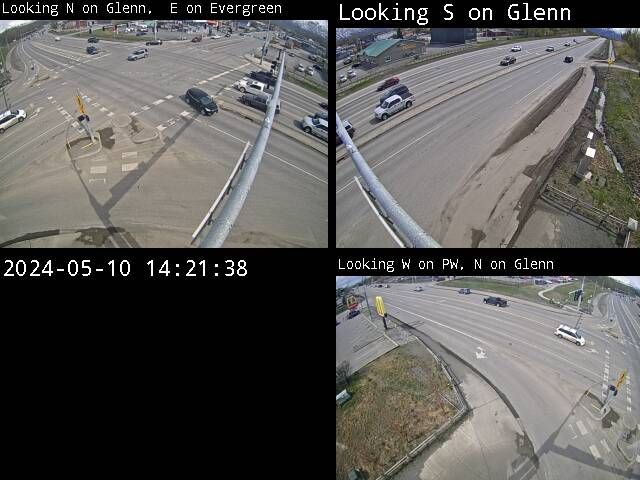 Looking N on Glenn, E on Evergreen
Looking S on Glenn
2024-05-10 14:21:38
Looking W on PW, N on Glenn